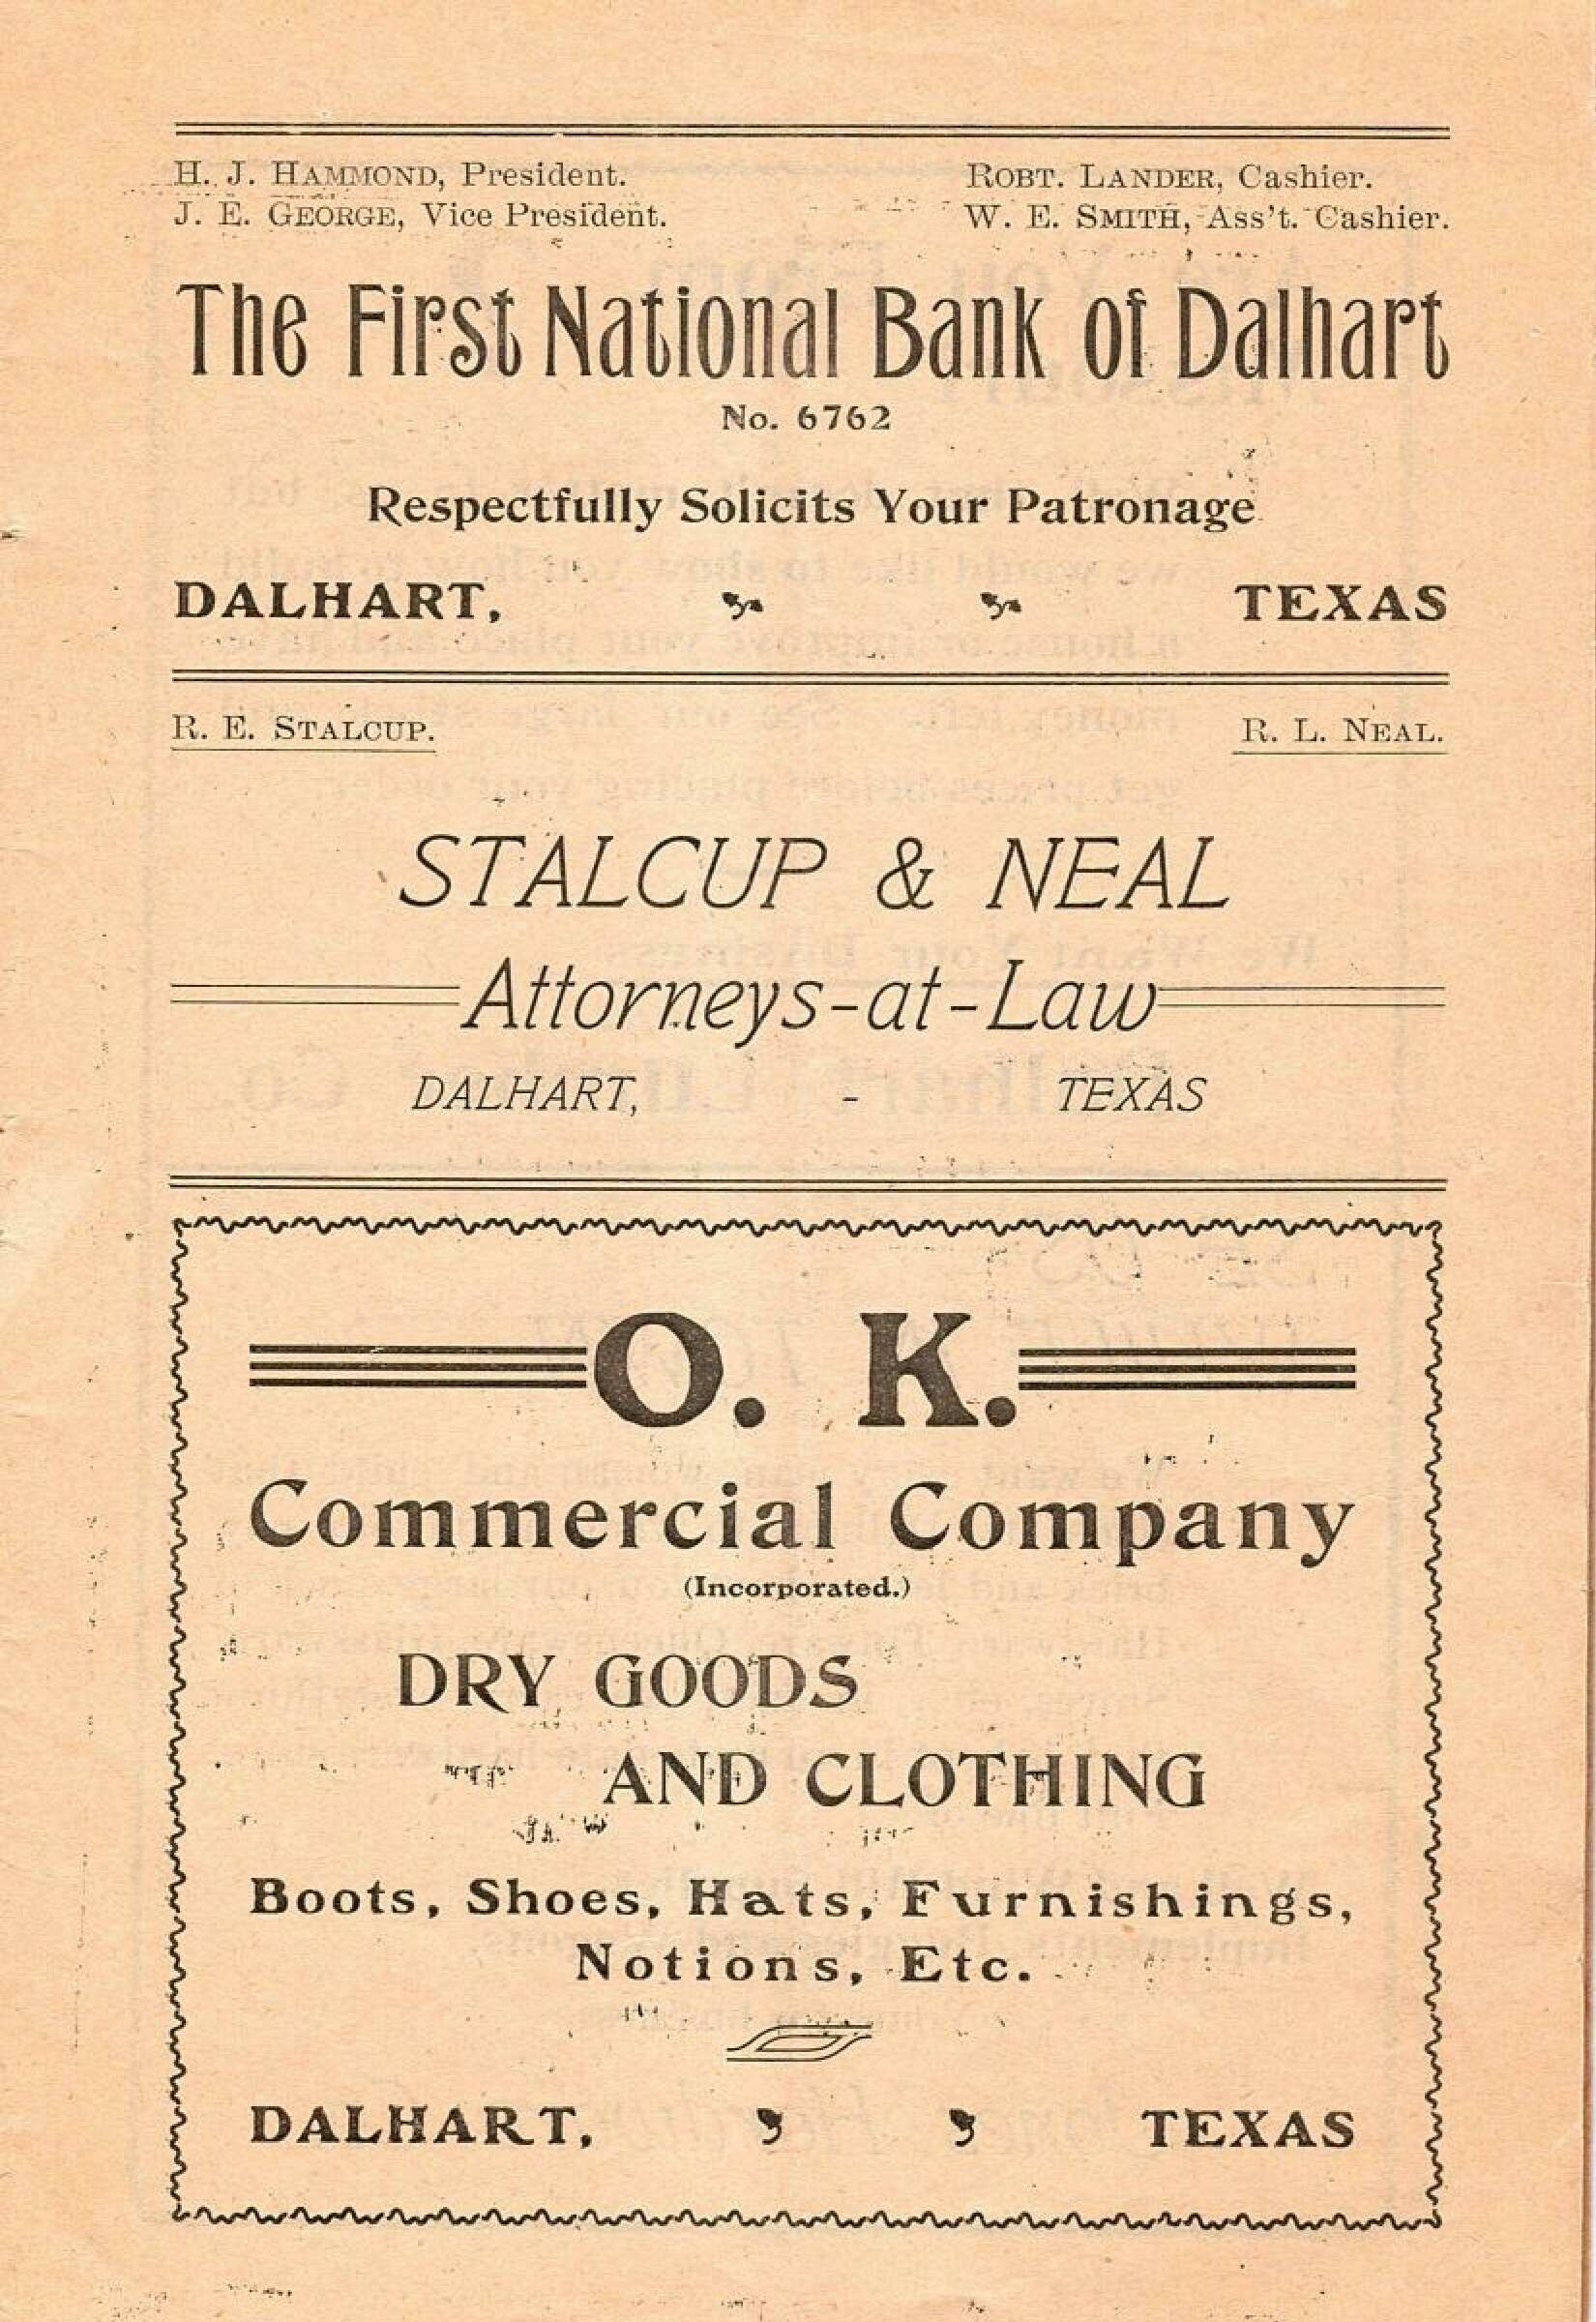 H. J. HAMMOND, President. ROBT. LANDER, Cashier.
J. E. GEORGE, Vice President. W. E. SMITH, Ass't. Cashier.
The First National Bank of Dalhart
No. 6762
Respectfully Solicits Your Patronage
DALHART, TEXAS
R. E. STALCUP. R. L. NEAL.
STALCUP & NEAL
Attorneys-at-Law
DALHART, - TEXAS
O. K.
Commercial Company
(Incorporated.)
DRY GOODS
AND CLOTHING
Boots, Shoes, Hats, Furnishings,
Notions, Etc.
DALHART, TEXAS